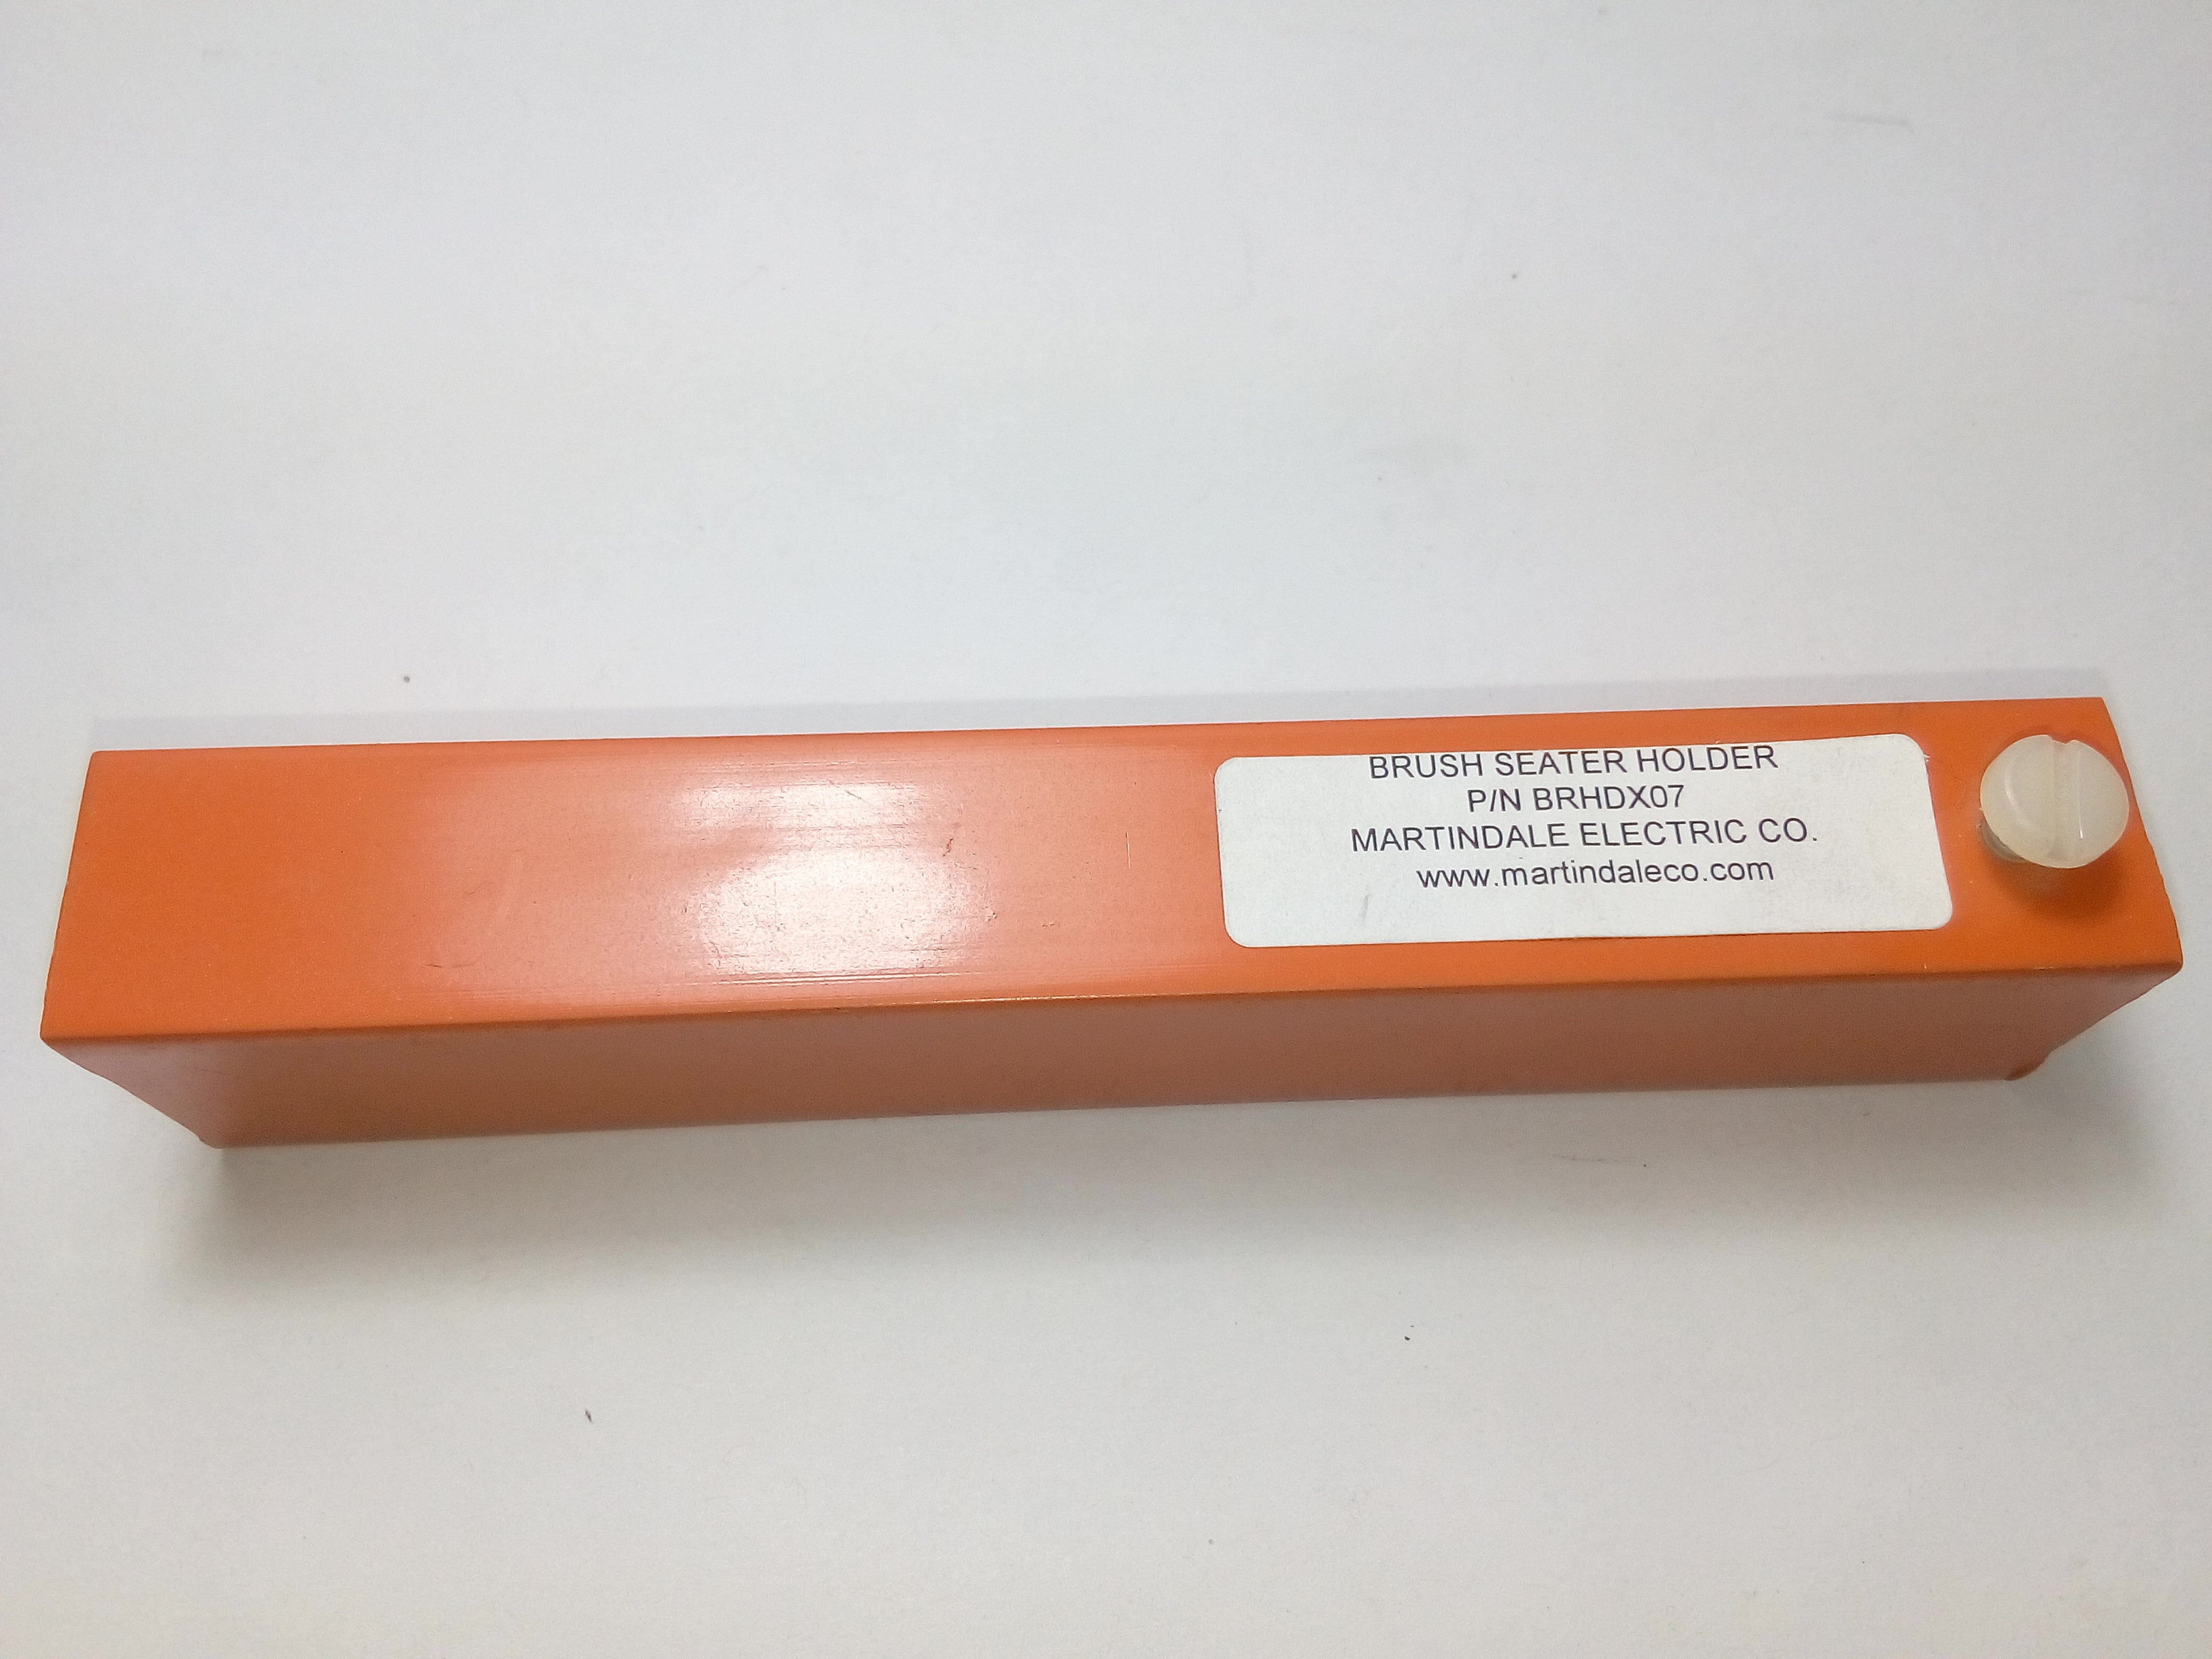 BRUSH SEATER HOLDER
P/N BRHDX07
MARTINDALE ELECTRIC CO.
www.martindaleco.com